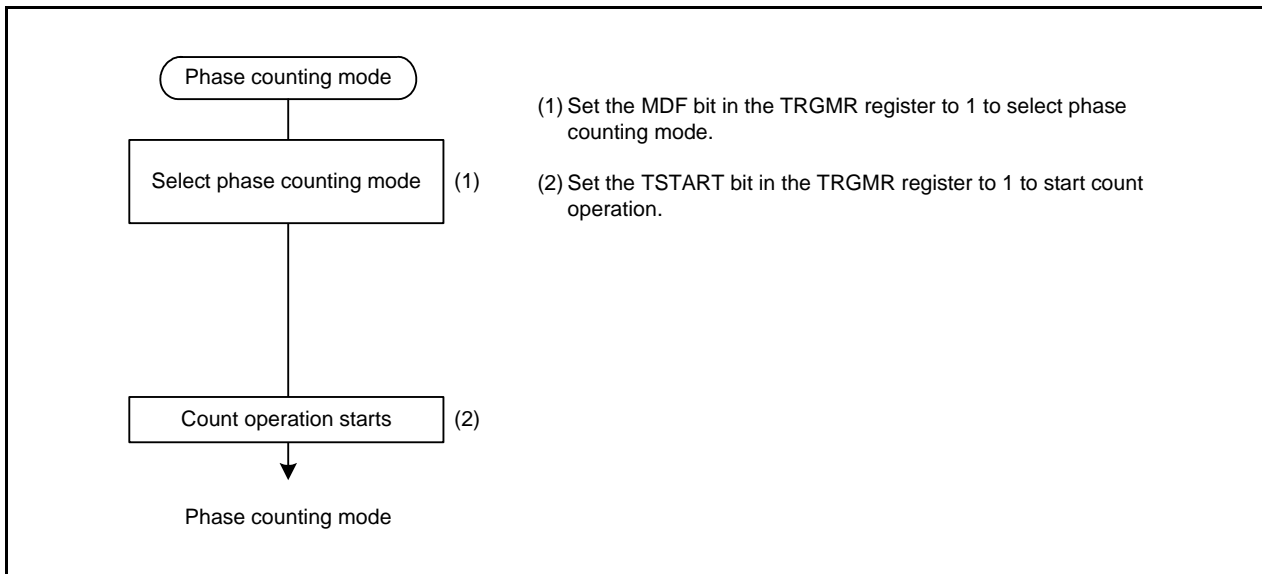 Phase counting mode
Select phase counting mode (1)
Count operation starts (2)
Phase counting mode
(1) Set the MDF bit in the TRGMR register to 1 to select phase
counting mode.
(2) Set the TSTART bit in the TRGMR register to 1 to start count
operation.